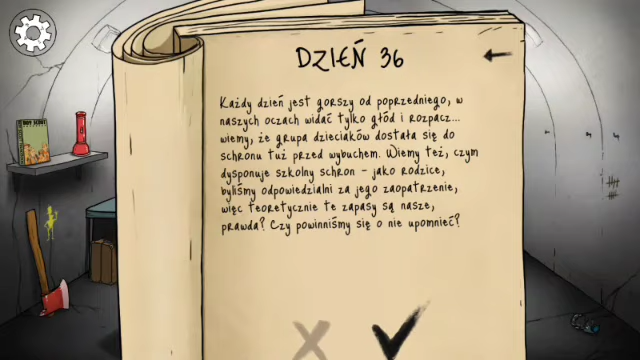 DZIEŃ 36
Każdy dzień jest gorszy od poprzedniego, w
naszych oczach widać tylko głód i rozpacz...
wiemy, że grupa dzieciaków dostała się do
schronu tuż przed wybuchem. Wiemy też, czym
dysponuje szkolny schron - jako rodzice,
byliśmy odpowiedzialni za jego zaopatrzenie,
więc teoretycznie te zapasy są nasze,
prawda? Czy powinniśmy się o nie upomnieć?